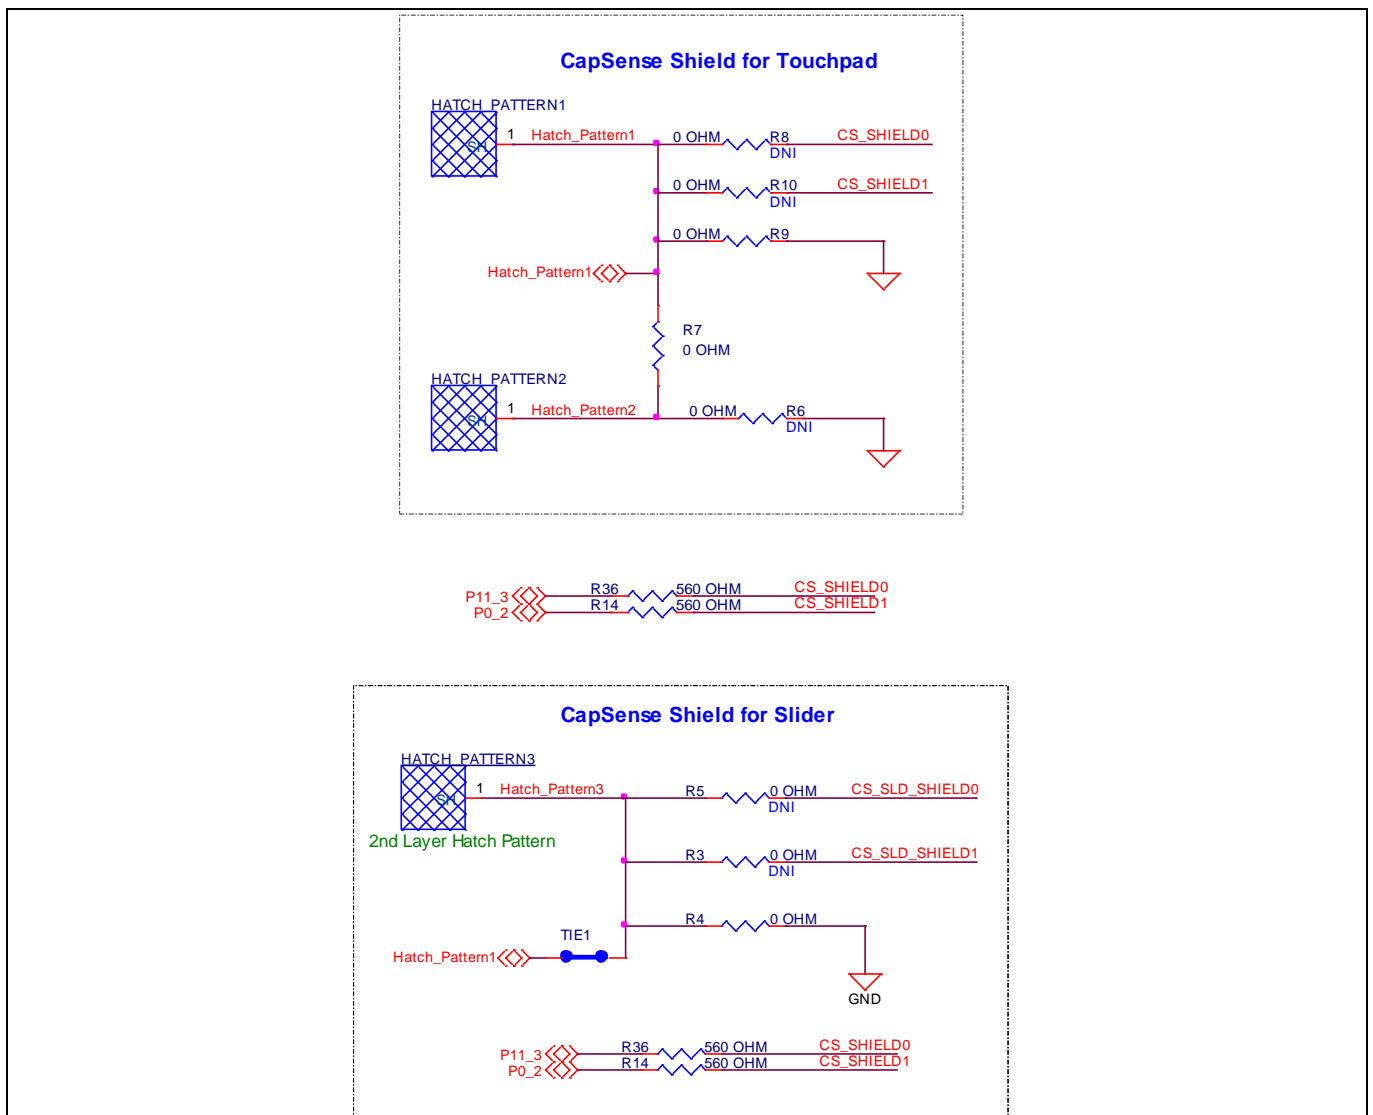 CapSense Shield for Touchpad
HATCH_PATTERN1
SH
1
Hatch_Pattern1
0 OHM
R8
DNI
CS_SHIELD0
0 OHM
R10
DNI
CS_SHIELD1
0 OHM
R9
Hatch_Pattern1
R7
0 OHM
HATCH_PATTERN2
SH
1
Hatch_Pattern2
0 OHM
R6
DNI
P11_3
R36
560 OHM
CS_SHIELD0
P0_2
R14
560 OHM
CS_SHIELD1
CapSense Shield for Slider
HATCH_PATTERN3
SH
1
Hatch_Pattern3
R5
0 OHM
DNI
CS_SLD_SHIELD0
2nd Layer Hatch Pattern
R3
0 OHM
DNI
CS_SLD_SHIELD1
R4
0 OHM
TIE1
Hatch_Pattern1
GND
P11_3
R36
560 OHM
CS_SHIELD0
P0_2
R14
560 OHM
CS_SHIELD1